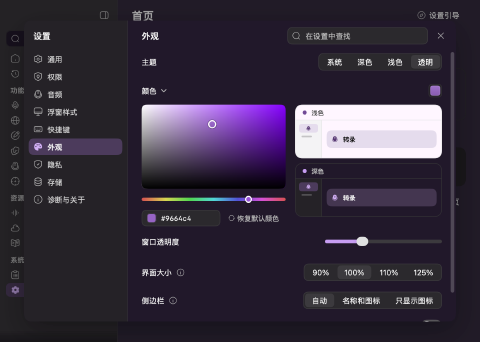 首页
设置引导
设置
外观
在设置中查找
通用
主题
系统
深色
浅色
透明
权限
功能
颜色
音频
浮窗样式
浅色
转录
快捷键
外观
隐私
深色
存储
转录
资源
诊断与关于
#9664c4
恢复默认颜色
窗口透明度
系统
界面大小
90%
100%
110%
125%
侧边栏
自动
名称和图标
只显示图标